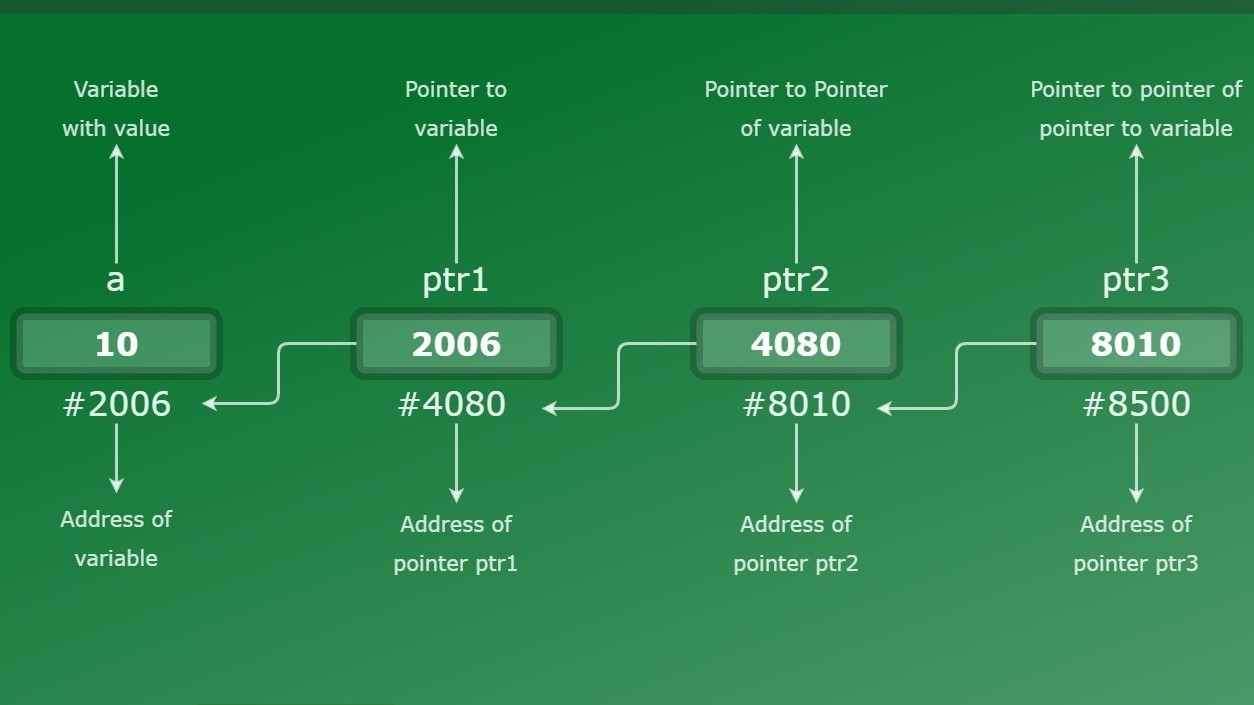 Variable
with value
Pointer to
variable
Pointer to Pointer
of variable
Pointer to pointer of
pointer to variable
a
ptr1
ptr2
ptr3
10
2006
4080
8010
#2006
#4080
#8010
#8500
Address of
variable
Address of
pointer ptr1
Address of
pointer ptr2
Address of
pointer ptr3